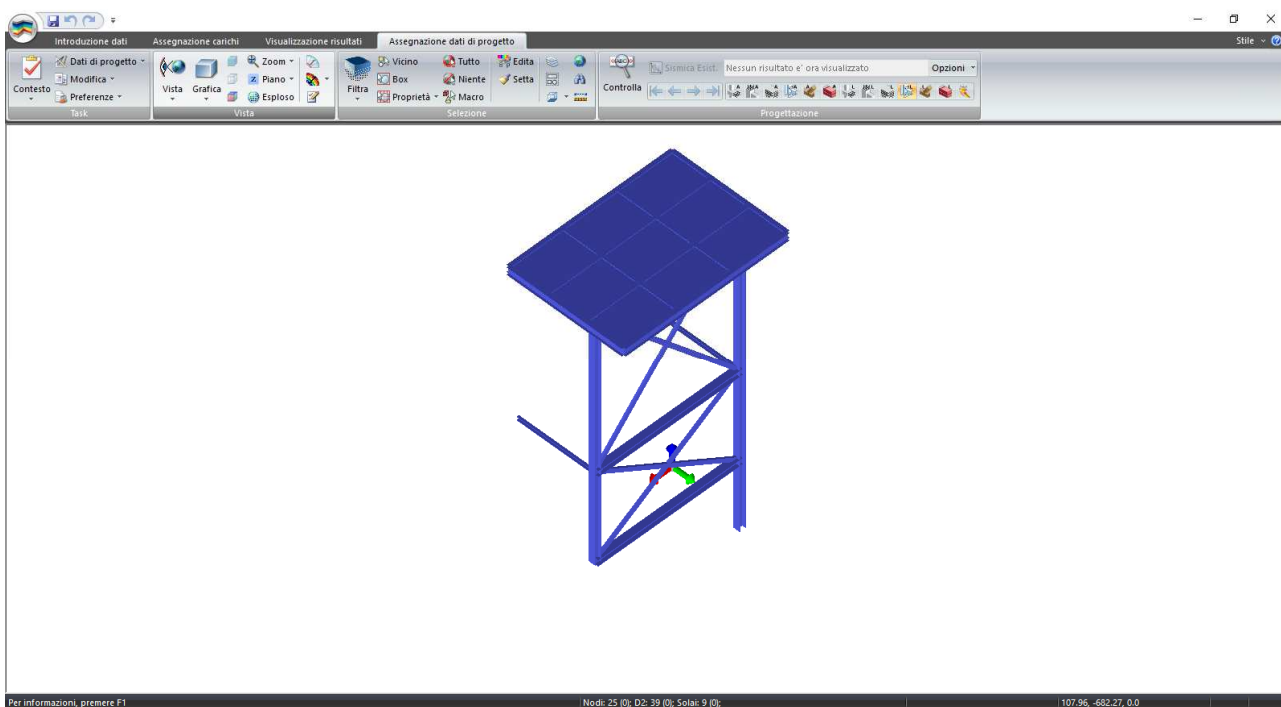 Introduzione dati Assegnazione carichi Visualizzazione risultati Assegnazione dati di progetto Stile
Contesto Dati di progetto Modifica Preferenze Task
Vista Grafica Zoom Piano Esploso Vista
Filtra Vicino Box Proprietà Tutto Niente Macro Edita Setta Selezione
Controlla Sismica Esist. Nessun risultato e' ora visualizzato Opzioni Progettazione
Per informazioni, premere F1 Nodi: 25 (0); D2: 39 (0); Solai: 9 (0); 107.96, -682.27, 0.0